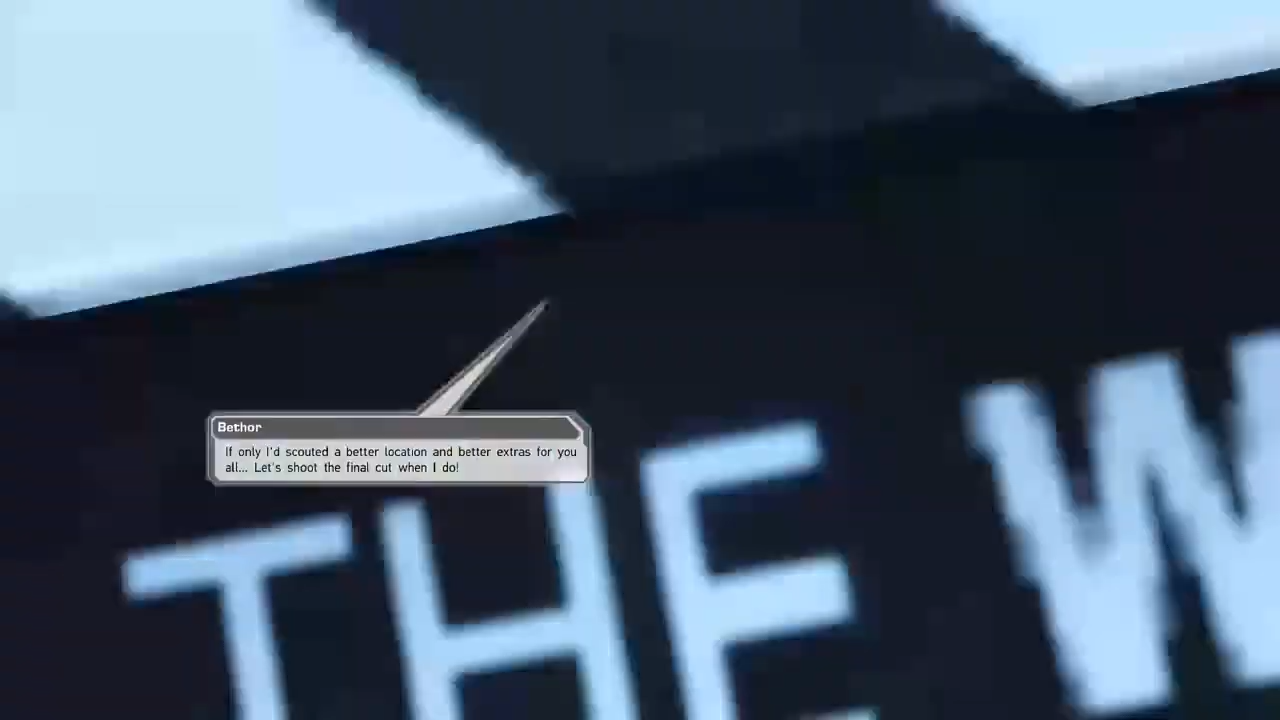 Bethor
If only I'd scouted a better location and better extras for you
all... Let's shoot the final cut when I do!
THE W